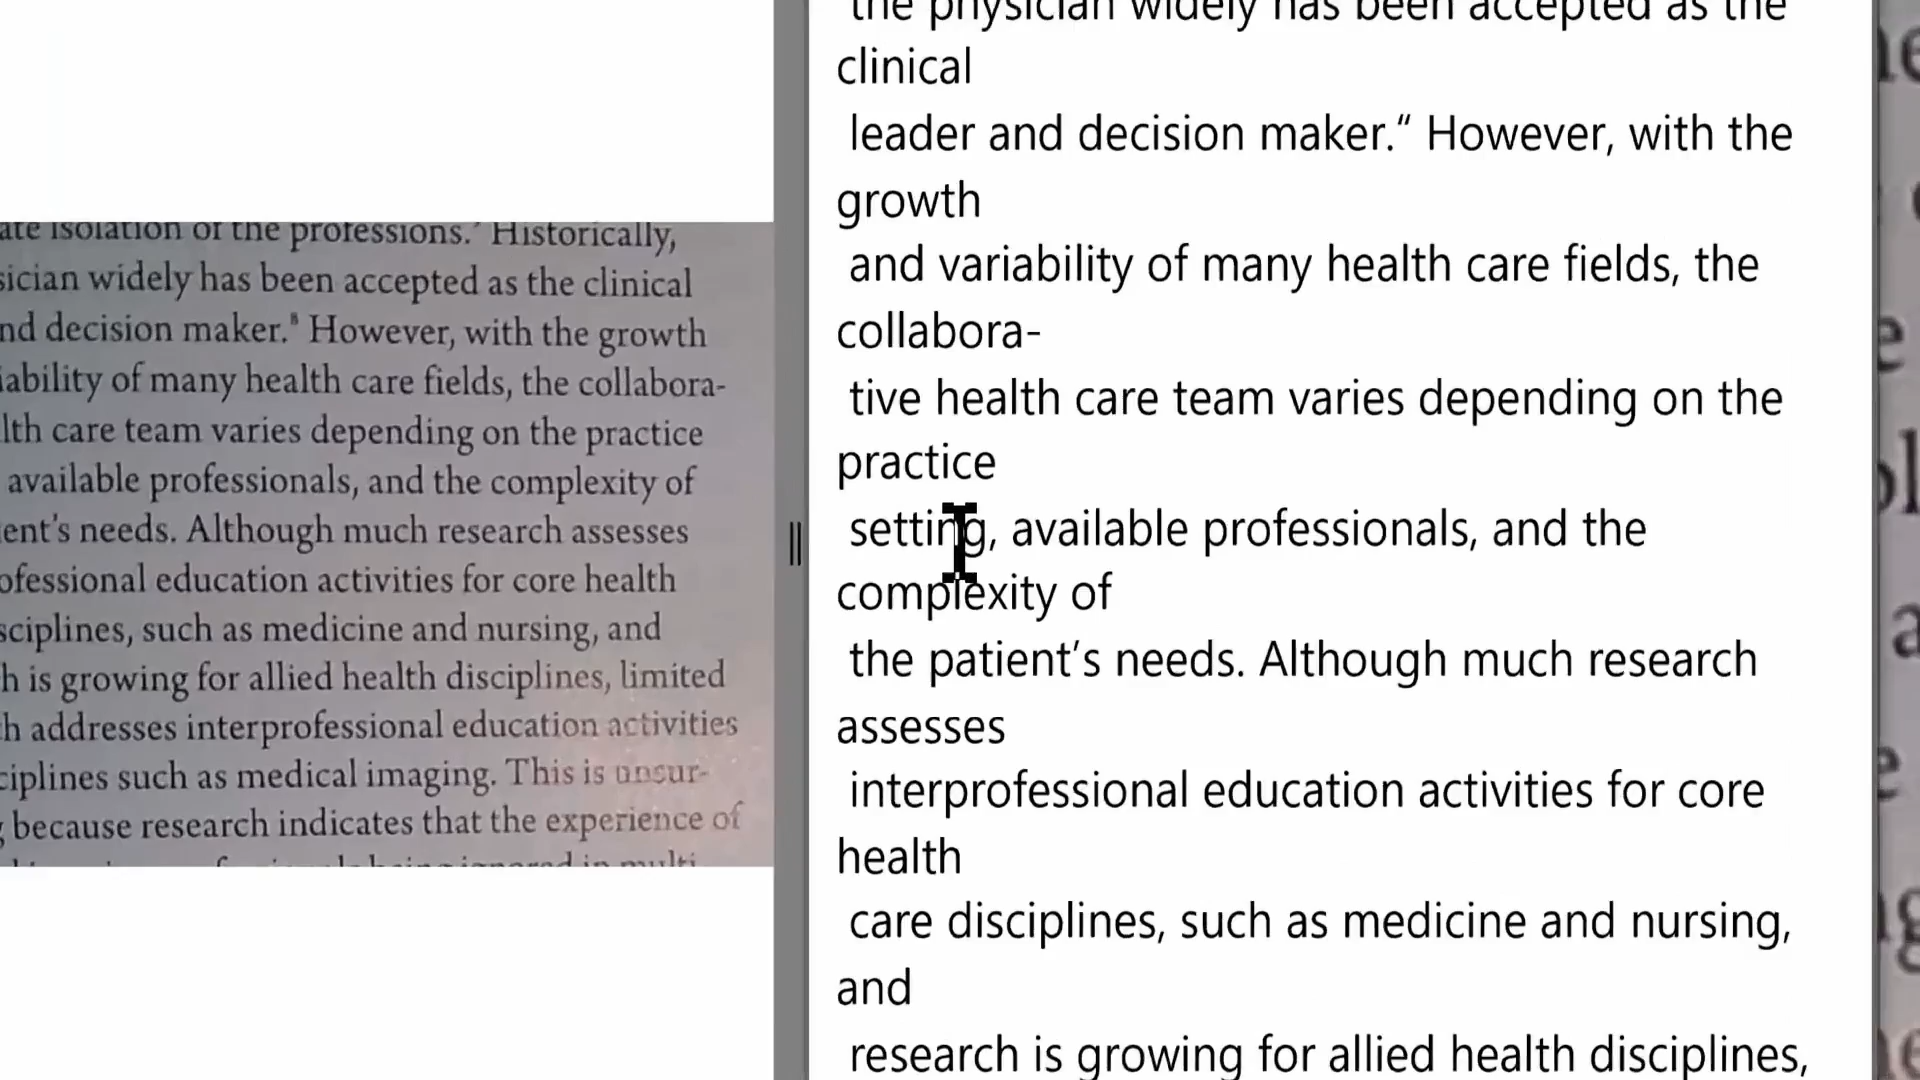 ate isolation of the professions.⁷ Historically,
sician widely has been accepted as the clinical
nd decision maker.⁸ However, with the growth
iability of many health care fields, the collabora-
lth care team varies depending on the practice
available professionals, and the complexity of
ent’s needs. Although much research assesses
ofessional education activities for core health
sciplines, such as medicine and nursing, and
h is growing for allied health disciplines, limited
h addresses interprofessional education activities
ciplines such as medical imaging. This is unsur-
g because research indicates that the experience of
being ignored in multi
the physician widely has been accepted as the
clinical
leader and decision maker.“ However, with the
growth
and variability of many health care fields, the
collabora-
tive health care team varies depending on the
practice
setting, available professionals, and the
complexity of
the patient’s needs. Although much research
assesses
interprofessional education activities for core
health
care disciplines, such as medicine and nursing,
and
research is growing for allied health disciplines,